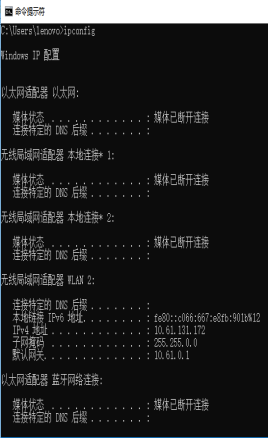 命令提示符
C:\Users\lenovo>ipconfig
Windows IP 配置
以太网适配器 以太网:
媒体状态 . . . . . . . . . . . . : 媒体已断开连接
连接特定的 DNS 后缀 . . . . . . . :
无线局域网适配器 本地连接* 1:
媒体状态 . . . . . . . . . . . . : 媒体已断开连接
连接特定的 DNS 后缀 . . . . . . . :
无线局域网适配器 本地连接* 2:
媒体状态 . . . . . . . . . . . . : 媒体已断开连接
连接特定的 DNS 后缀 . . . . . . . :
无线局域网适配器 WLAN 2:
连接特定的 DNS 后缀 . . . . . . . :
本地链接 IPv6 地址. . . . . . . . : fe80::c066:667:e8fb:901b%12
IPv4 地址 . . . . . . . . . . . . : 10.61.131.172
子网掩码 . . . . . . . . . . . . : 255.255.0.0
默认网关. . . . . . . . . . . . . : 10.61.0.1
以太网适配器 蓝牙网络连接:
媒体状态 . . . . . . . . . . . . : 媒体已断开连接
连接特定的 DNS 后缀 . . . . . . . :